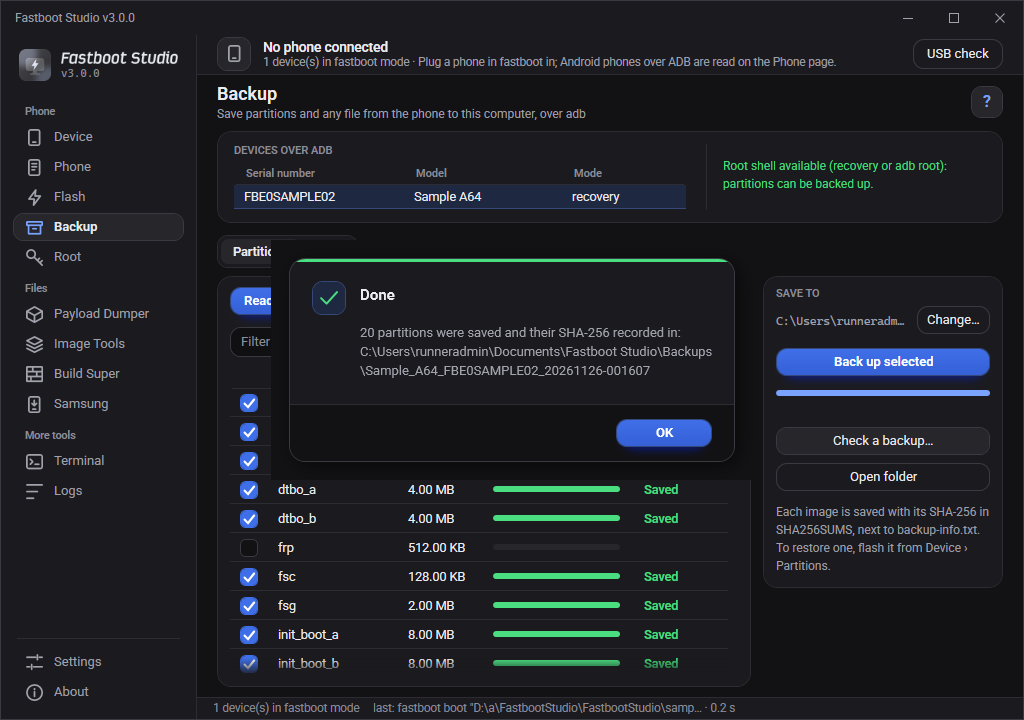 Fastboot Studio v3.0.0
Fastboot Studio
v3.0.0
Phone
Device
Phone
Flash
Backup
Root
Files
Payload Dumper
Image Tools
Build Super
Samsung
More tools
Terminal
Logs
Settings
About
No phone connected
1 device(s) in fastboot mode · Plug a phone in fastboot in; Android phones over ADB are read on the Phone page.
USB check
Backup
Save partitions and any file from the phone to this computer, over adb
?
DEVICES OVER ADB
Serial number Model Mode
FBE0SAMPLE02 Sample A64 recovery
Root shell available (recovery or adb root):
partitions can be backed up.
Filter
Done
20 partitions were saved and their SHA-256 recorded in:
C:\Users\runneradmin\Documents\Fastboot Studio\Backups
\Sample_A64_FBE0SAMPLE02_20261126-001607
OK
dtbo_a 4.00 MB Saved
dtbo_b 4.00 MB Saved
frp 512.00 KB
fsc 128.00 KB Saved
fsg 2.00 MB Saved
init_boot_a 8.00 MB Saved
init_boot_b 8.00 MB Saved
SAVE TO
C:\Users\runneradm…
Change…
Back up selected
Check a backup…
Open folder
Each image is saved with its SHA-256 in
SHA256SUMS, next to backup-info.txt.
To restore one, flash it from Device ›
Partitions.
1 device(s) in fastboot mode last: fastboot boot "D:\a\FastbootStudio\FastbootStudio\samp… · 0.2 s